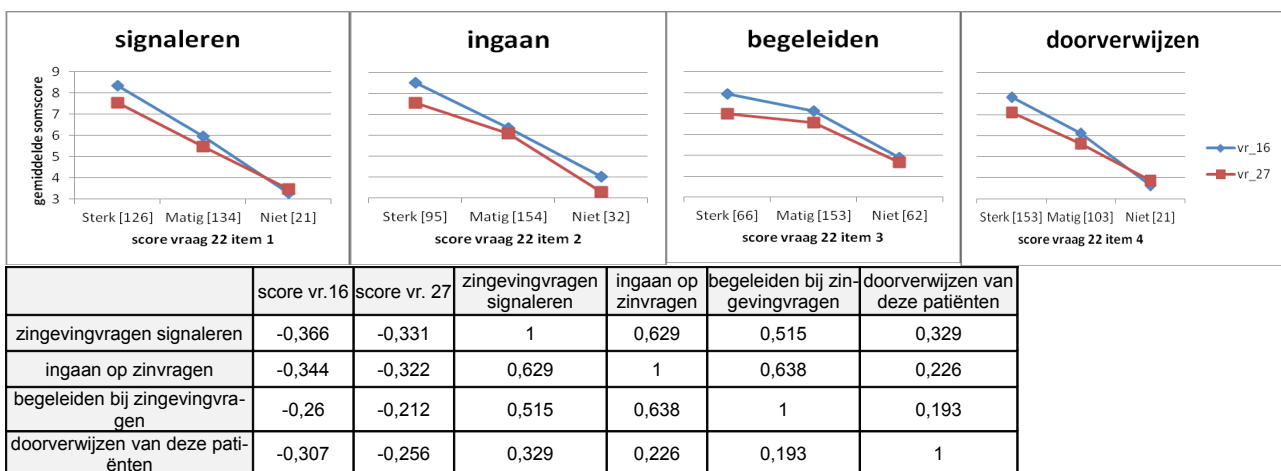 signaleren
ingaan
begeleiden
doorverwijzen
gemiddelde somscore
9
8
7
6
5
4
3
Sterk [126] Matig [134] Niet [21]
score vraag 22 item 1
Sterk [95] Matig [154] Niet [32]
score vraag 22 item 2
Sterk [66] Matig [153] Niet [62]
score vraag 22 item 3
Sterk [153] Matig [103] Niet [21]
score vraag 22 item 4
vr_16
vr_27
score vr.16 score vr. 27 zingevingvragen signaleren ingaan op zinvragen begeleiden bij zin-gevingvragen doorverwijzen van deze patiënten
zingevingvragen signaleren -0,366 -0,331 1 0,629 0,515 0,329
ingaan op zinvragen -0,344 -0,322 0,629 1 0,638 0,226
begeleiden bij zingevingvra-
gen -0,26 -0,212 0,515 0,638 1 0,193
doorverwijzen van deze pati-
ënten -0,307 -0,256 0,329 0,226 0,193 1